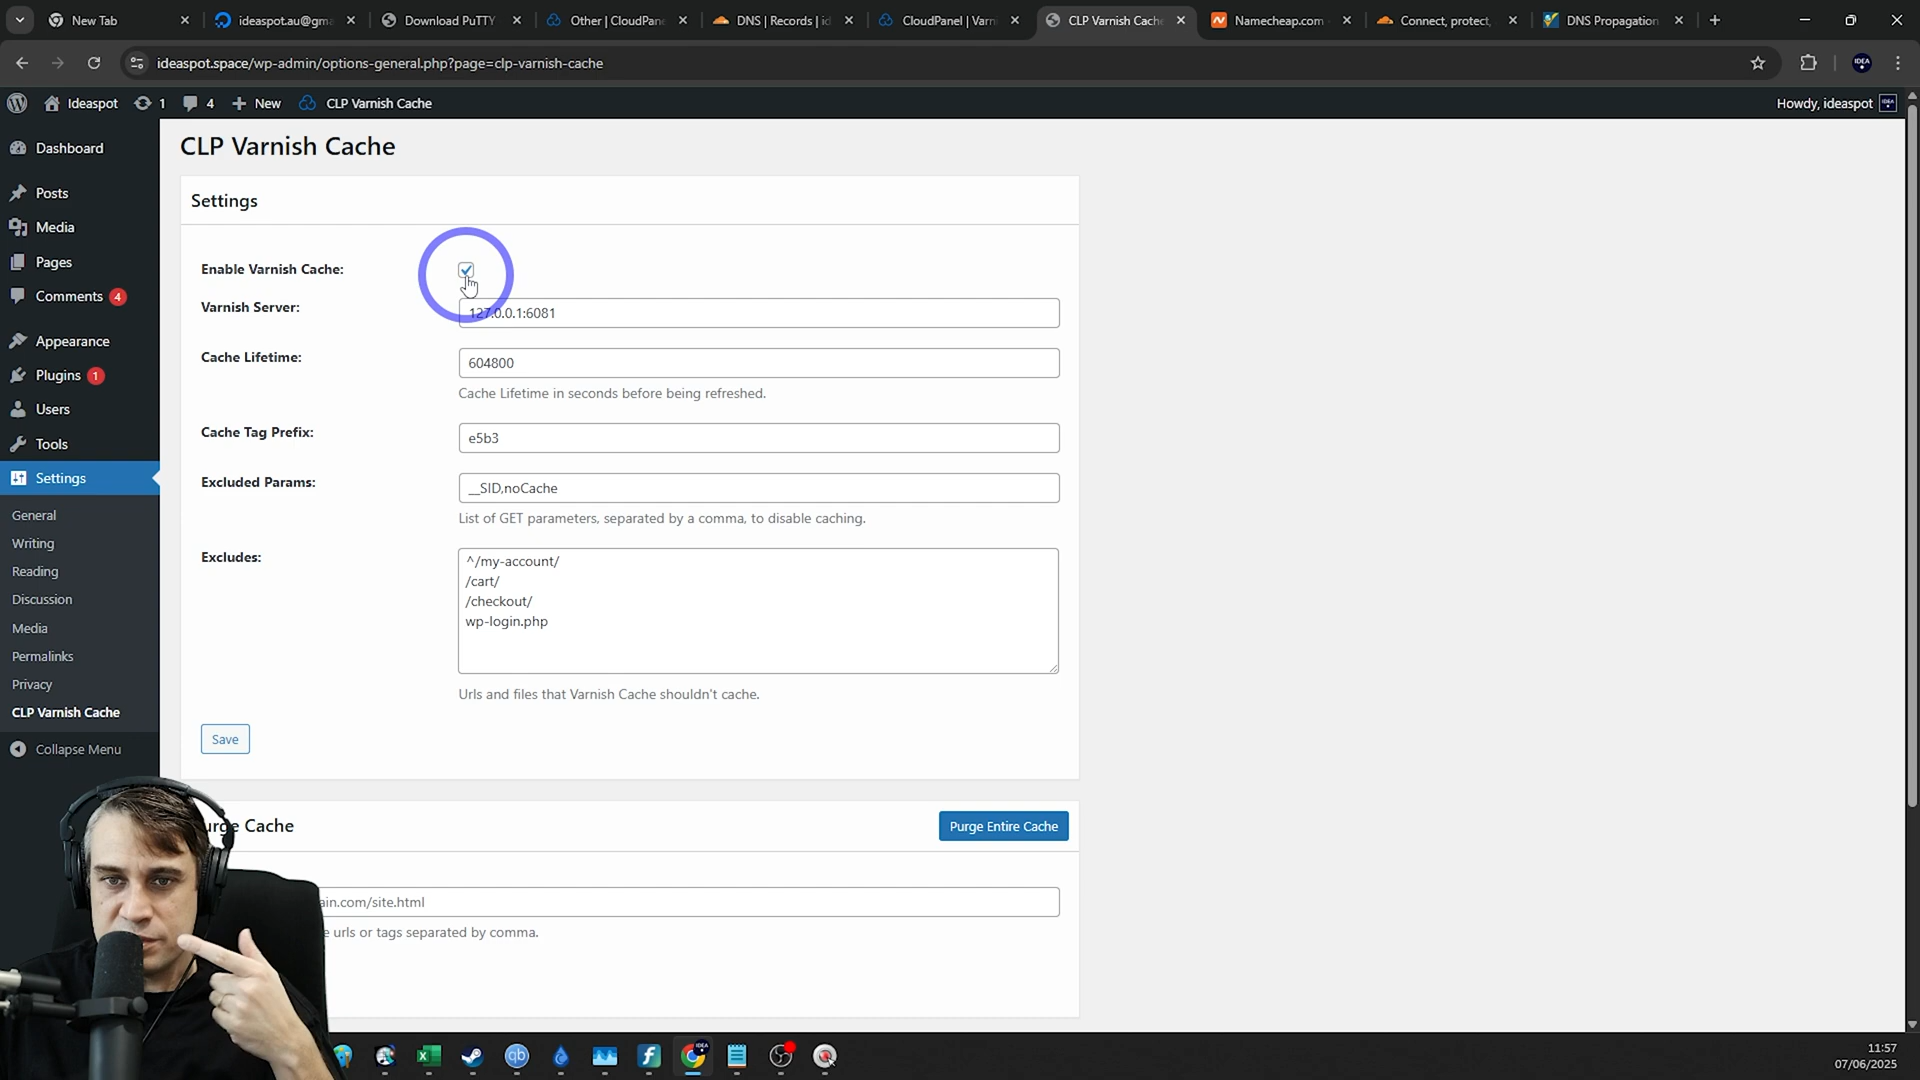 New Tab
ideaspot.au@gm
Download PuTTY
Other | CloudPane
DNS | Records | id
CloudPanel | Varn
CLP Varnish Cache
Namecheap.com
Connect, protect,
DNS Propagation
ideaspot.space/wp-admin/options-general.php?page=clp-varnish-cache
IDEA
Ideaspot
1
4
New
CLP Varnish Cache
Howdy, ideaspot
Dashboard
Posts
Media
Pages
Comments 4
Appearance
Plugins 1
Users
Tools
Settings
General
Writing
Reading
Discussion
Media
Permalinks
Privacy
CLP Varnish Cache
Collapse Menu
CLP Varnish Cache
Settings
Enable Varnish Cache:
Varnish Server:
127.0.0.1:6081
Cache Lifetime:
604800
Cache Lifetime in seconds before being refreshed.
Cache Tag Prefix:
e5b3
Excluded Params:
__SID,noCache
List of GET parameters, separated by a comma, to disable caching.
Excludes:
^/my-account/
/cart/
/checkout/
wp-login.php
Urls and files that Varnish Cache shouldn't cache.
Save
urge Cache
Purge Entire Cache
ain.com/site.html
e urls or tags separated by comma.
11:57
07/06/2025